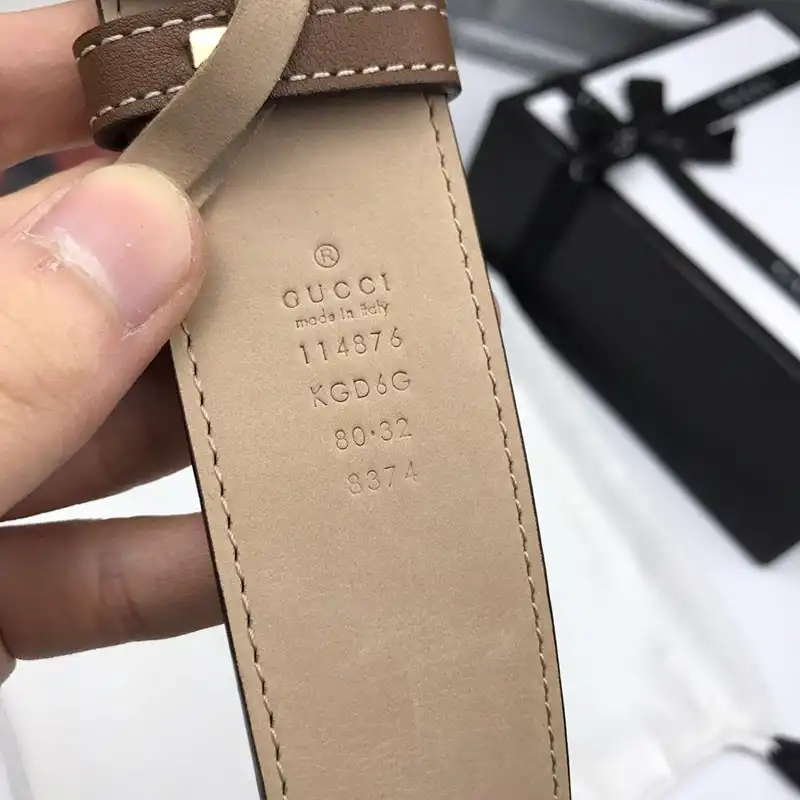 ®
GUCCI
made in italy
114876
KGD6G
80·32
8374